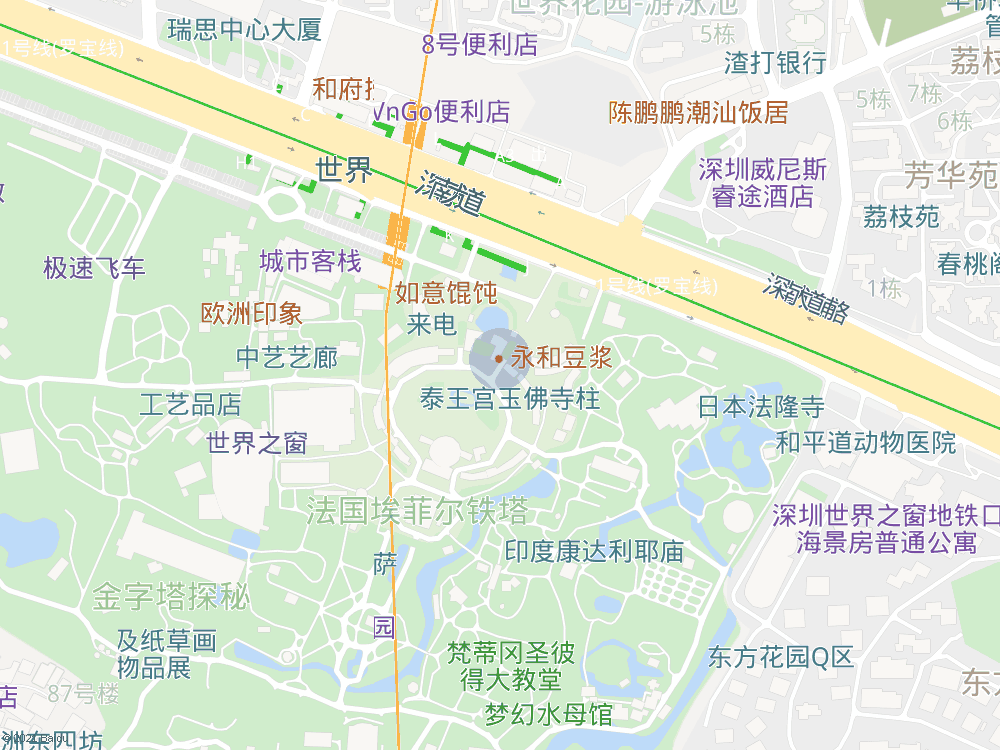 世界花园-游泳池
瑞思中心大厦
8号便利店
5栋
渣打银行
1号线(罗宝线)
荔枝
和府
VnGo便利店
陈鹏鹏潮汕饭居
5栋
7栋
6栋
C
世界
深南大道
深圳威尼斯
睿途酒店
芳华苑
荔枝苑
H
极速飞车
城市客栈
春桃阁
1栋
1号线(罗宝线)
如意馄饨
欧洲印象
来电
中艺艺廊
永和豆浆
泰王宫玉佛寺柱
工艺品店
日本法隆寺
世界之窗
和平道动物医院
法国埃菲尔铁塔
深圳世界之窗地铁口
海景房普通公寓
印度康达利耶庙
萨
金字塔探秘
园
及纸草画
物品展
梵蒂冈圣彼
得大教堂
东方花园Q区
87号楼
店
梦幻水母馆
洲东四坊